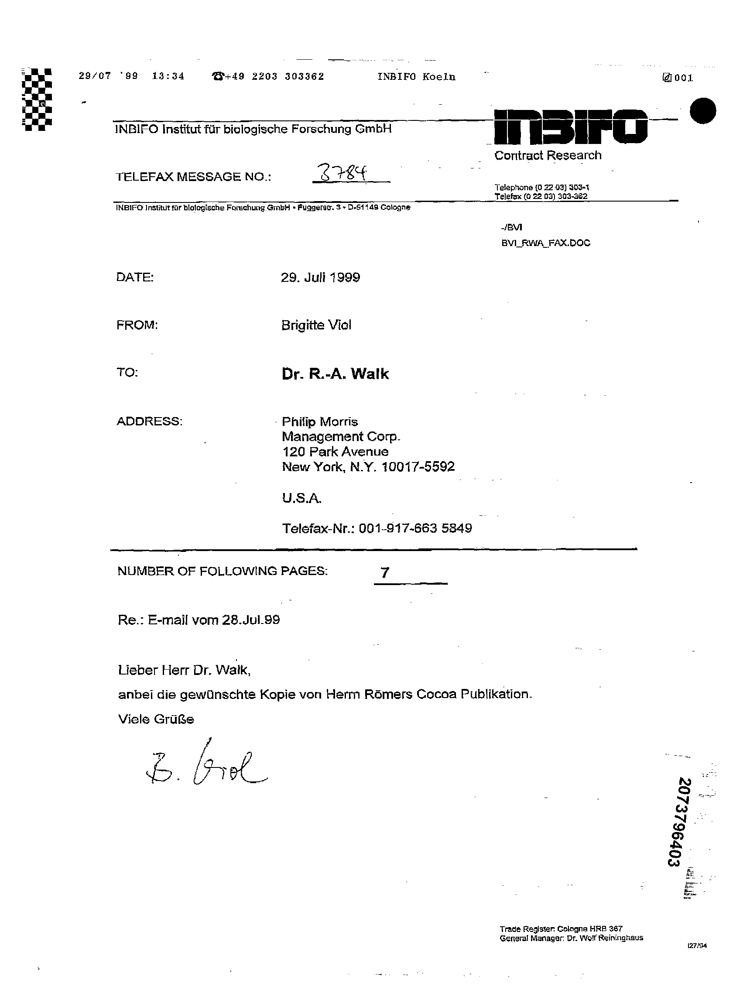 29/07 '99 13:34 ☎+49 2203 303362 INBIFO Koeln 001
INBIFO Institut für biologische Forschung GmbH
INBIFO
Contract Research
TELEFAX MESSAGE NO.: 3784
Telephone (0 22 03) 303-1
Telefax (0 22 03) 303-362
INBIFO Institut für biologische Forschung GmbH • Fuggerstr. 3 • D-51149 Cologne
-/BVI
BVI_RWA_FAX.DOC
DATE: 29. Juli 1999
FROM: Brigitte Viol
TO: Dr. R.-A. Walk
ADDRESS: Philip Morris
Management Corp.
120 Park Avenue
New York, N.Y. 10017-5592
U.S.A.
Telefax-Nr.: 001-917-663 5849
NUMBER OF FOLLOWING PAGES: 7
Re.: E-mail vom 28.Jul.99
Lieber Herr Dr. Walk,
anbei die gewünschte Kopie von Herrn Römers Cocoa Publikation.
Viele Grüße
B. Viol
2073796403
Trade Register: Cologne HRB 367
General Manager: Dr. Wolf Reininghaus
I27/94